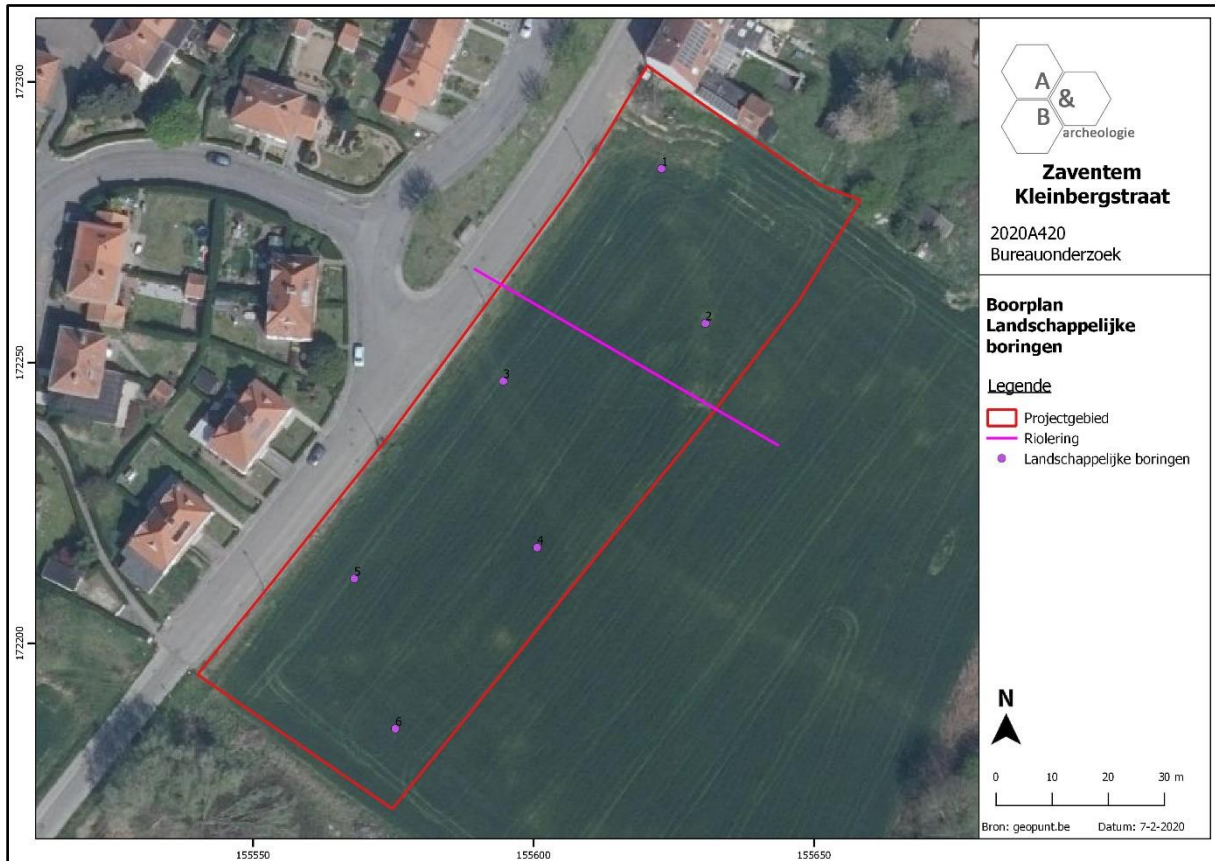 172300
172250
172200
155550
155600
155650
1
2
3
4
5
6
A
&
B
archeologie
Zaventem
Kleinbergstraat
2020A420
Bureauonderzoek
Boorplan
Landschappelijke
boringen
Legende
Projectgebied
Riolering
Landschappelijke boringen
N
0 10 20 30 m
Bron: geopunt.be Datum: 7-2-2020